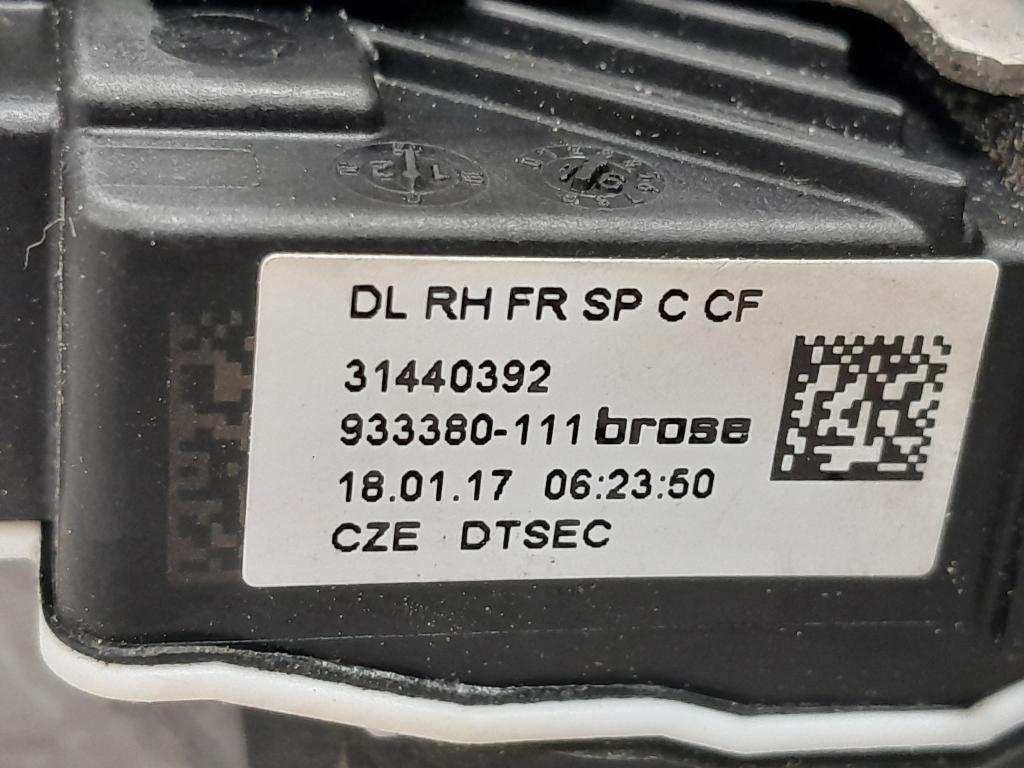 DL RH FR SP C CF
31440392
933380-111 brose
18.01.17 06:23:50
CZE DTSEC